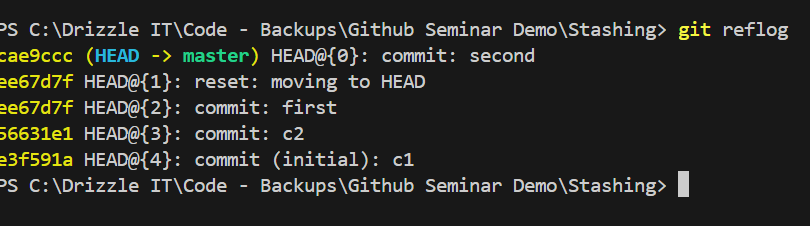 PS C:\Drizzle IT\Code - Backups\Github Seminar Demo\Stashing> git reflog
cae9ccc (HEAD -> master) HEAD@{0}: commit: second
ee67d7f HEAD@{1}: reset: moving to HEAD
ee67d7f HEAD@{2}: commit: first
56631e1 HEAD@{3}: commit: c2
e3f591a HEAD@{4}: commit (initial): c1
PS C:\Drizzle IT\Code - Backups\Github Seminar Demo\Stashing>